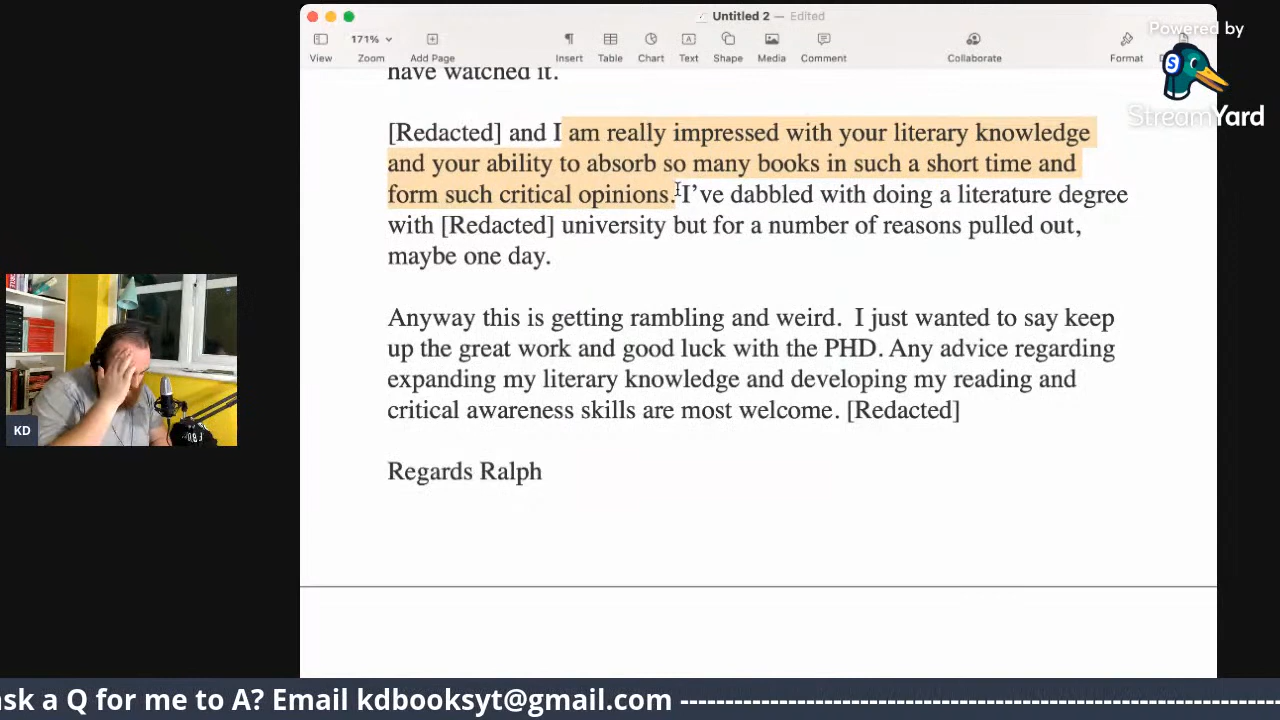 Untitled 2 — Edited
171%
View Zoom Add Page Insert Table Chart Text Shape Media Comment Collaborate Format
Powered by
StreamYard
have watched it.
[Redacted] and I am really impressed with your literary knowledge
and your ability to absorb so many books in such a short time and
form such critical opinions. I’ve dabbled with doing a literature degree
with [Redacted] university but for a number of reasons pulled out,
maybe one day.
Anyway this is getting rambling and weird.  I just wanted to say keep
up the great work and good luck with the PHD. Any advice regarding
expanding my literary knowledge and developing my reading and
critical awareness skills are most welcome. [Redacted]
Regards Ralph
KD
ask a Q for me to A? Email kdbooksyt@gmail.com ------------------------------------------------